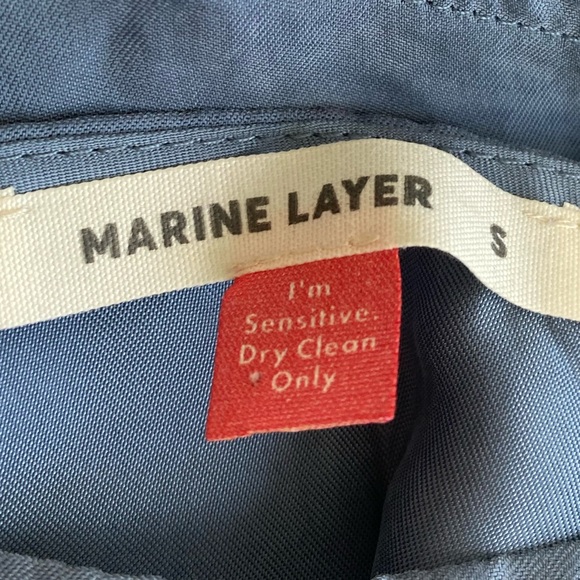 MARINE LAYER S
I'm
Sensitive.
Dry Clean
Only